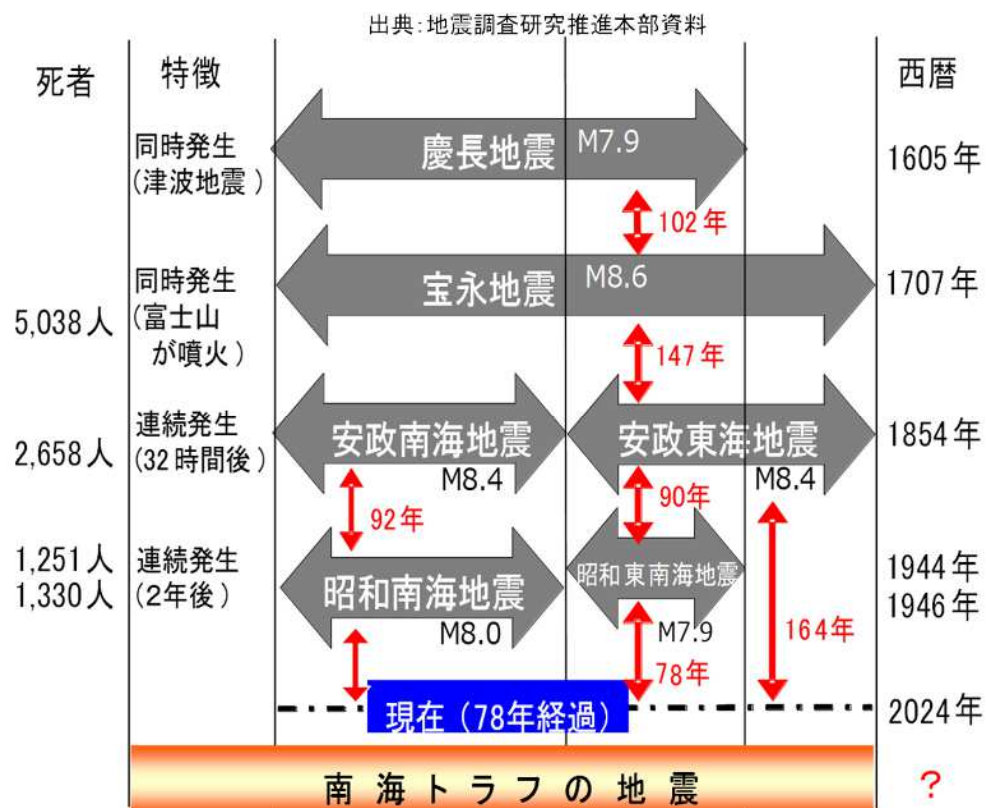 出典:地震調査研究推進本部資料
死者
特徴
西暦
同時発生
(津波地震)
慶長地震
M7.9
1605年
102年
同時発生
(富士山
が噴火)
5,038人
宝永地震
M8.6
1707年
147年
連続発生
(32時間後)
2,658人
安政南海地震
M8.4
安政東海地震
M8.4
1854年
92年
90年
1,251人
1,330人
連続発生
(2年後)
昭和南海地震
M8.0
昭和東南海地震
M7.9
1944年
1946年
164年
78年
現在(78年経過)
2024年
南海トラフの地震
?